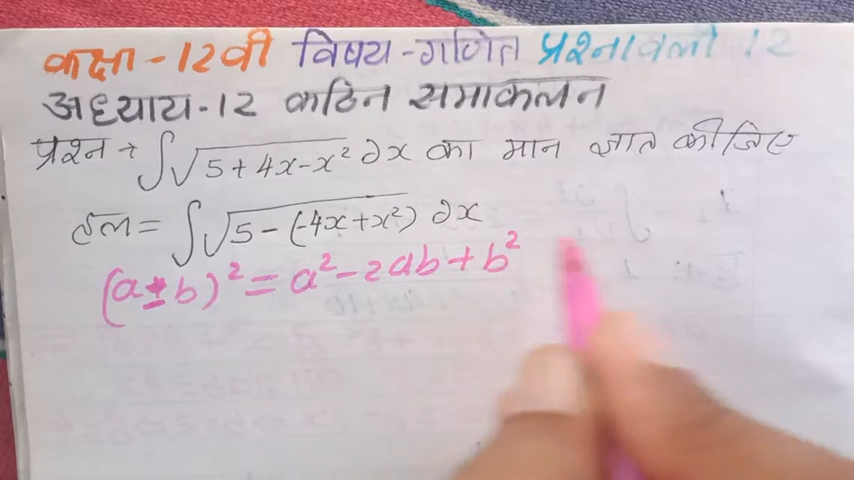 कक्षा-12वी विषय-गणित प्रश्नावली 12
अध्याय-12 कठिन समाकलन
प्रश्न → ∫√5+4x-x² ∂x का मान ज्ञात कीजिए
हल= ∫√5-(-4x+x²) ∂x
(a±b)²=a²-2ab+b²